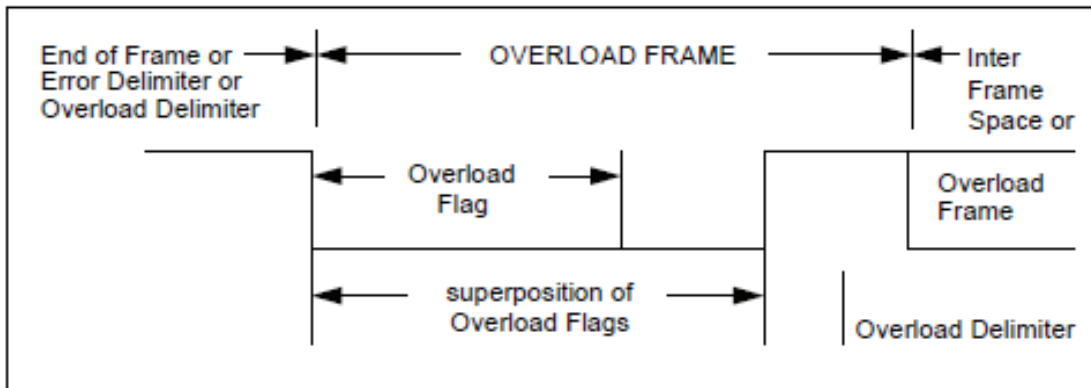 End of Frame or
Error Delimiter or
Overload Delimiter
OVERLOAD FRAME
Inter
Frame
Space or
Overload
Flag
Overload
Frame
superposition of
Overload Flags
Overload Delimiter